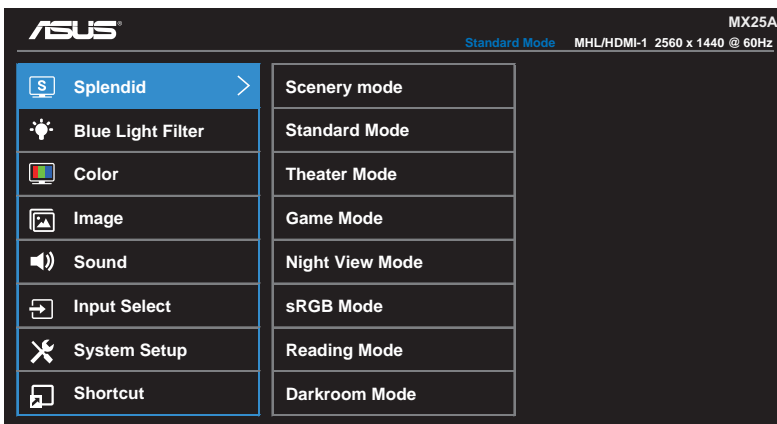 ASUS
MX25A
Standard Mode MHL/HDMI-1 2560 x 1440 @ 60Hz
S Splendid
Scenery mode
Blue Light Filter
Standard Mode
Color
Theater Mode
Image
Game Mode
Sound
Night View Mode
Input Select
sRGB Mode
System Setup
Reading Mode
Shortcut
Darkroom Mode